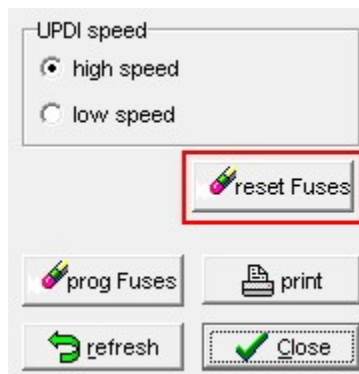 UPDI speed
high speed
low speed
reset Fuses
prog Fuses
print
refresh
Close